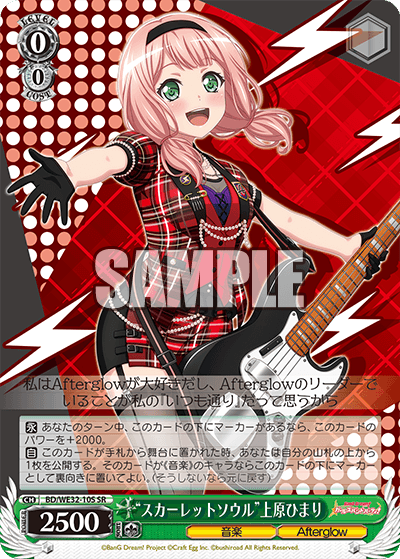 LEVEL
0
0
COST
SAMPLE
私はAfterglowが大好きだし、Afterglowのリーダーで
いることが私の「いつも通り」だって思うから
永 あなたのターン中、このカードの下にマーカーがあるなら、このカードの
パワーを+2000。
自 このカードが手札から舞台に置かれた時、あなたは自分の山札の上から
1枚を公開する。そのカードが《音楽》のキャラならこのカードの下にマーカー
として裏向きに置く。(そうしないなら元に戻す)
CH BD/WE32-10S SR
2500
“スカーレットソウル”上原ひまり
音楽 Afterglow
©BanG Dream! Project ©Craft Egg Inc. ©bushiroad All Rights Reserved.